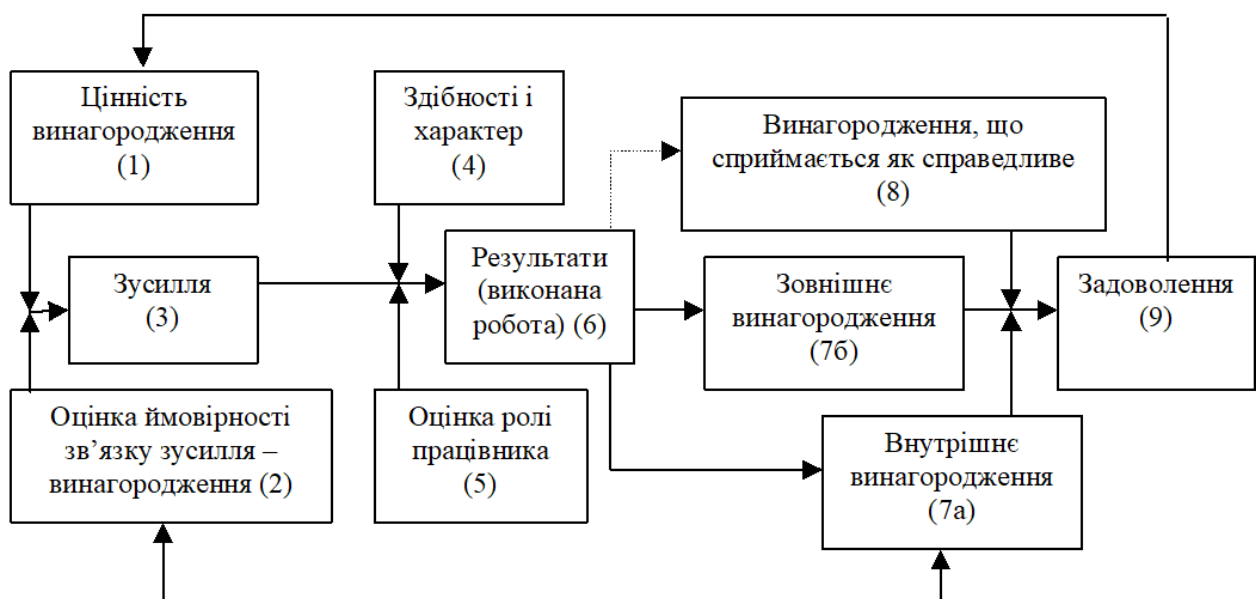 Цінність
винагородження
(1)
Здібності і
характер
(4)
Винагородження, що
сприймається як справедливе
(8)
Зусилля
(3)
Результати
(виконана
робота) (6)
Зовнішнє
винагородження
(7б)
Задоволення
(9)
Оцінка ймовірності
зв’язку зусилля –
винагородження (2)
Оцінка ролі
працівника
(5)
Внутрішнє
винагородження
(7а)